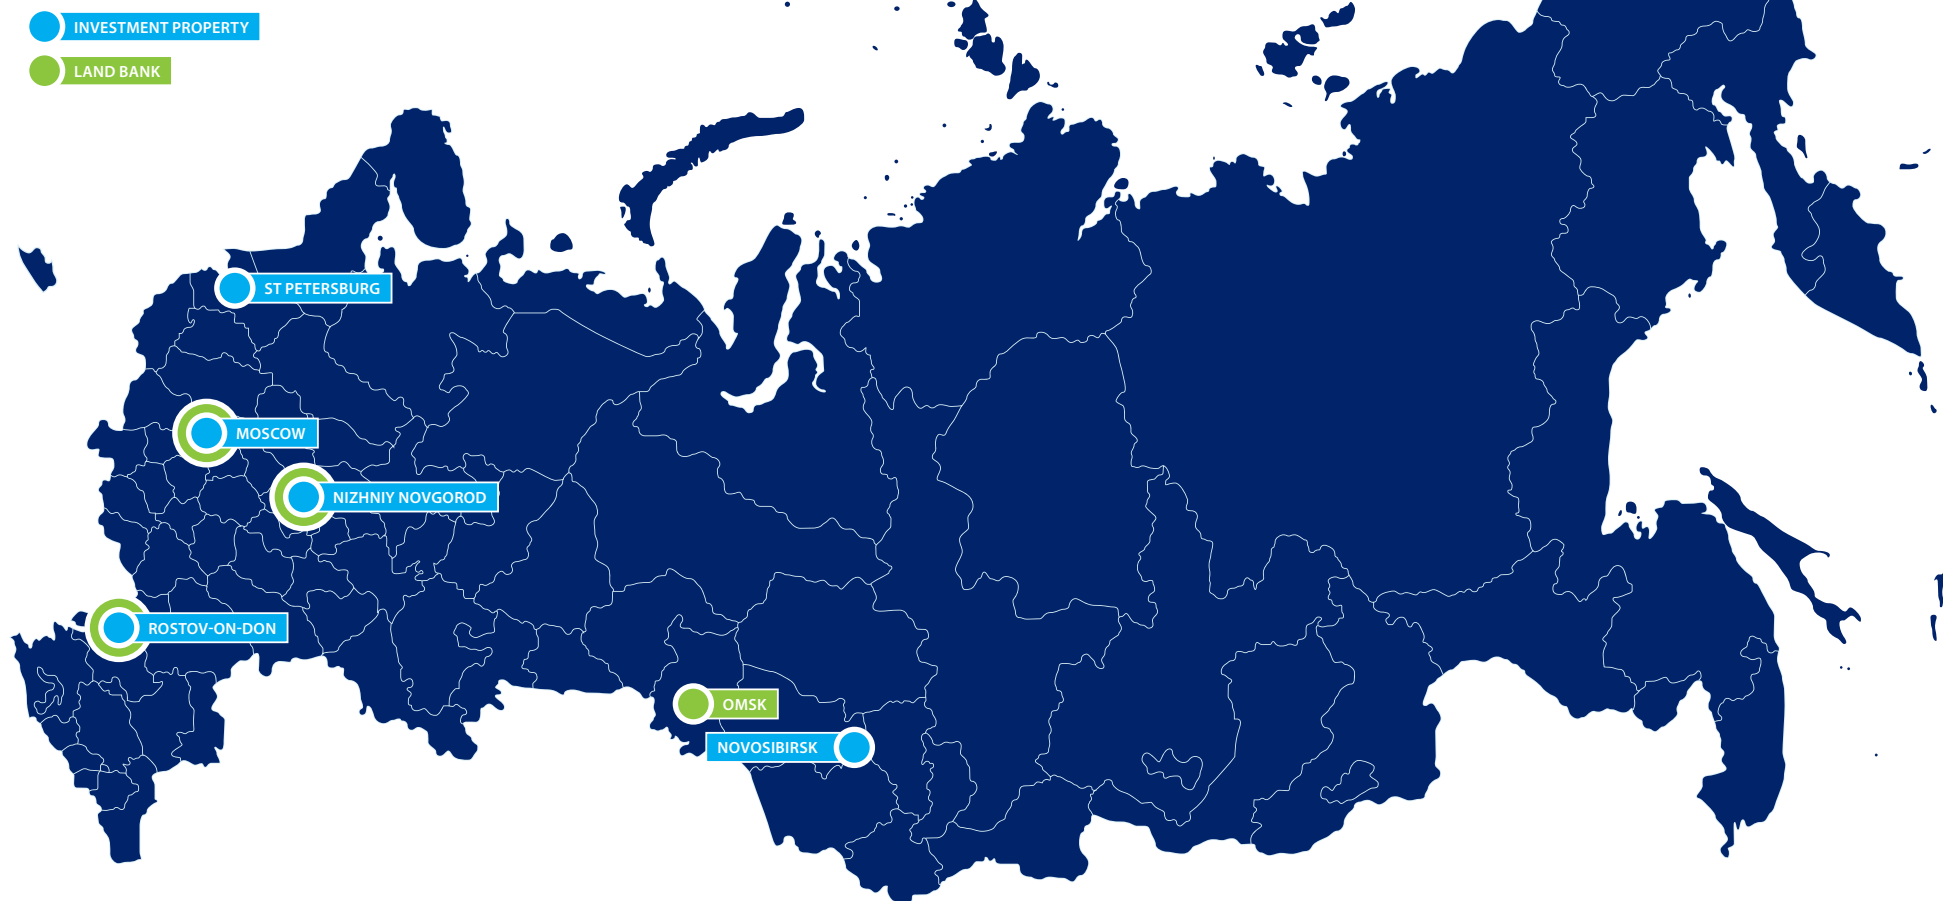 INVESTMENT PROPERTY
LAND BANK
ST PETERSBURG
MOSCOW
NIZHNIY NOVGOROD
ROSTOV-ON-DON
OMSK
NOVOSIBIRSK